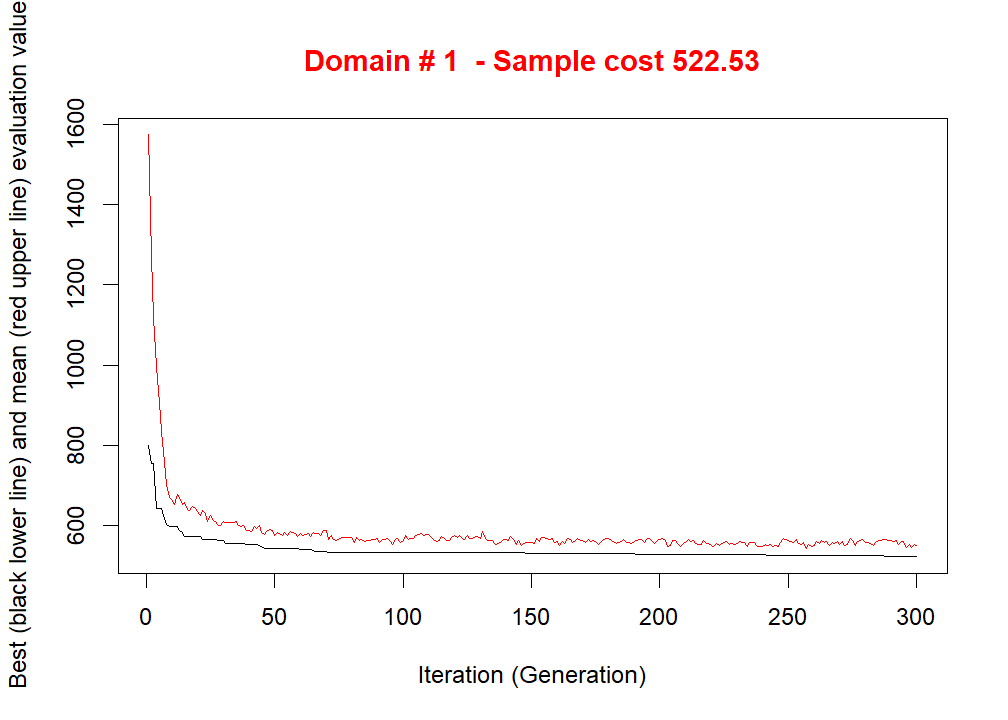 Domain # 1  - Sample cost 522.53
Best (black lower line) and mean (red upper line) evaluation value
1600
1400
1200
1000
800
600
0 50 100 150 200 250 300
Iteration (Generation)